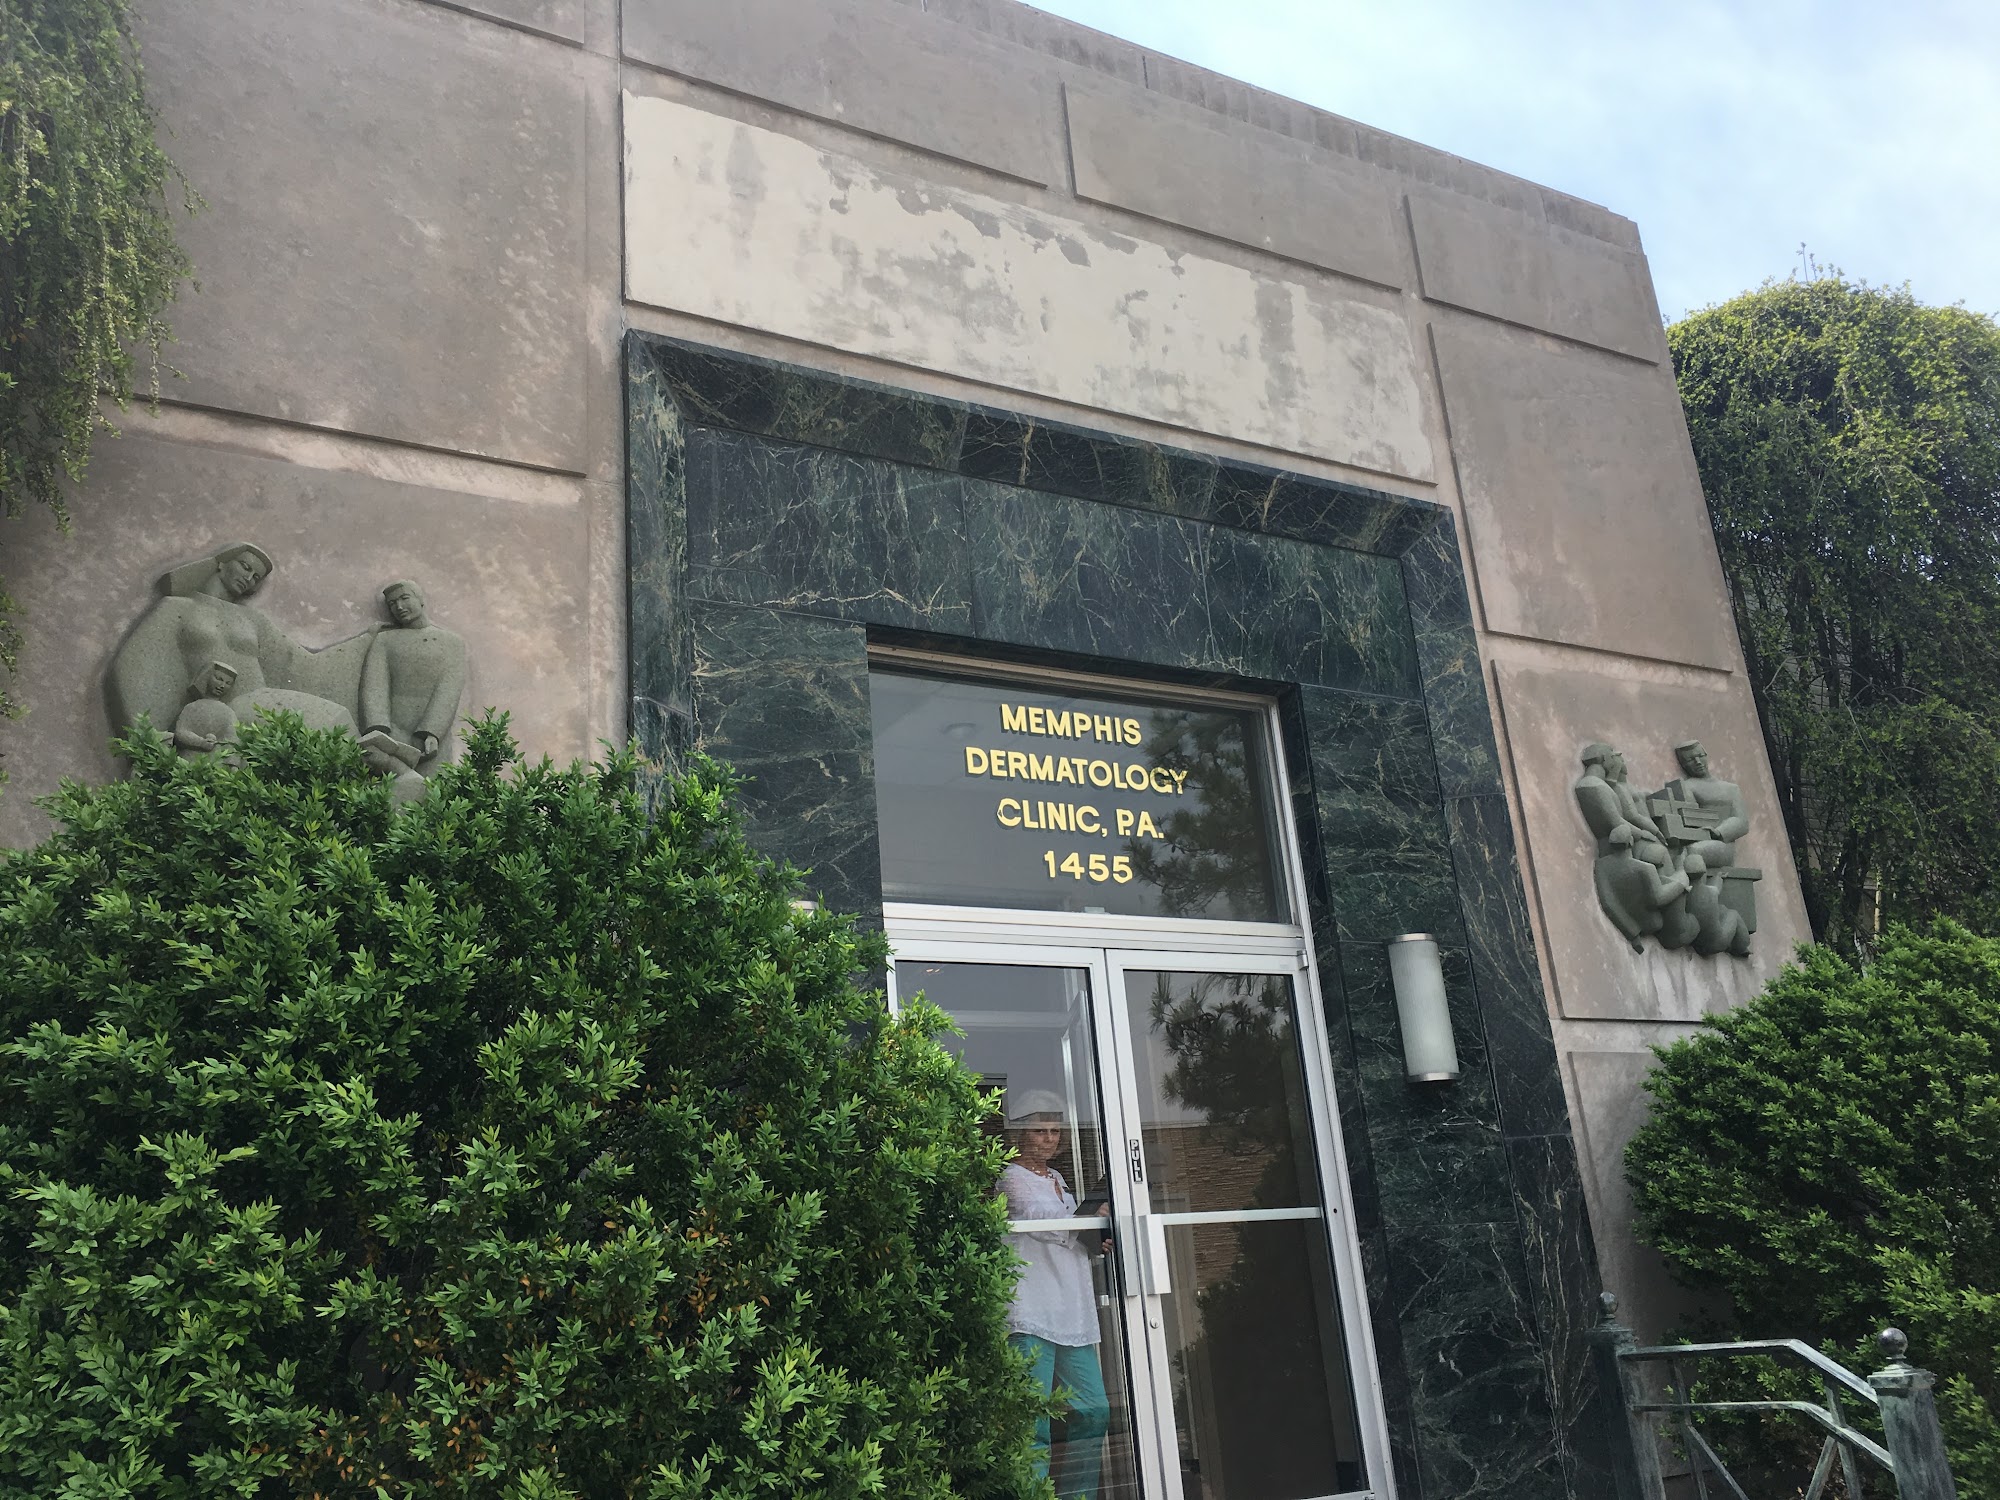 MEMPHIS
DERMATOLOGY
CLINIC, P.A.
1455
PULL